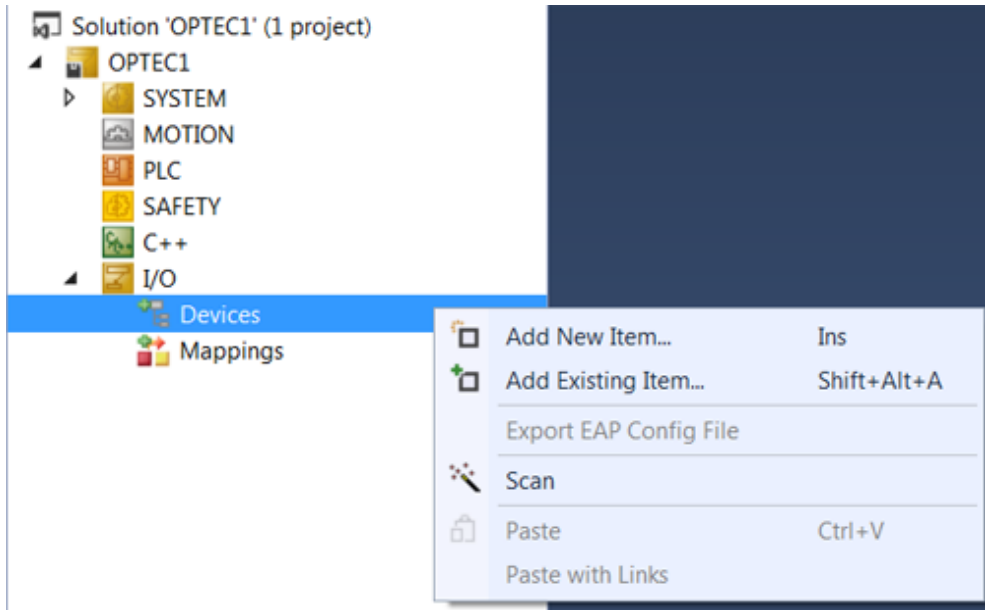 Solution 'OPTEC1' (1 project)
OPTEC1
SYSTEM
MOTION
PLC
SAFETY
C++
I/O
Devices
Mappings
Add New Item... Ins
Add Existing Item... Shift+Alt+A
Export EAP Config File
Scan
Paste Ctrl+V
Paste with Links